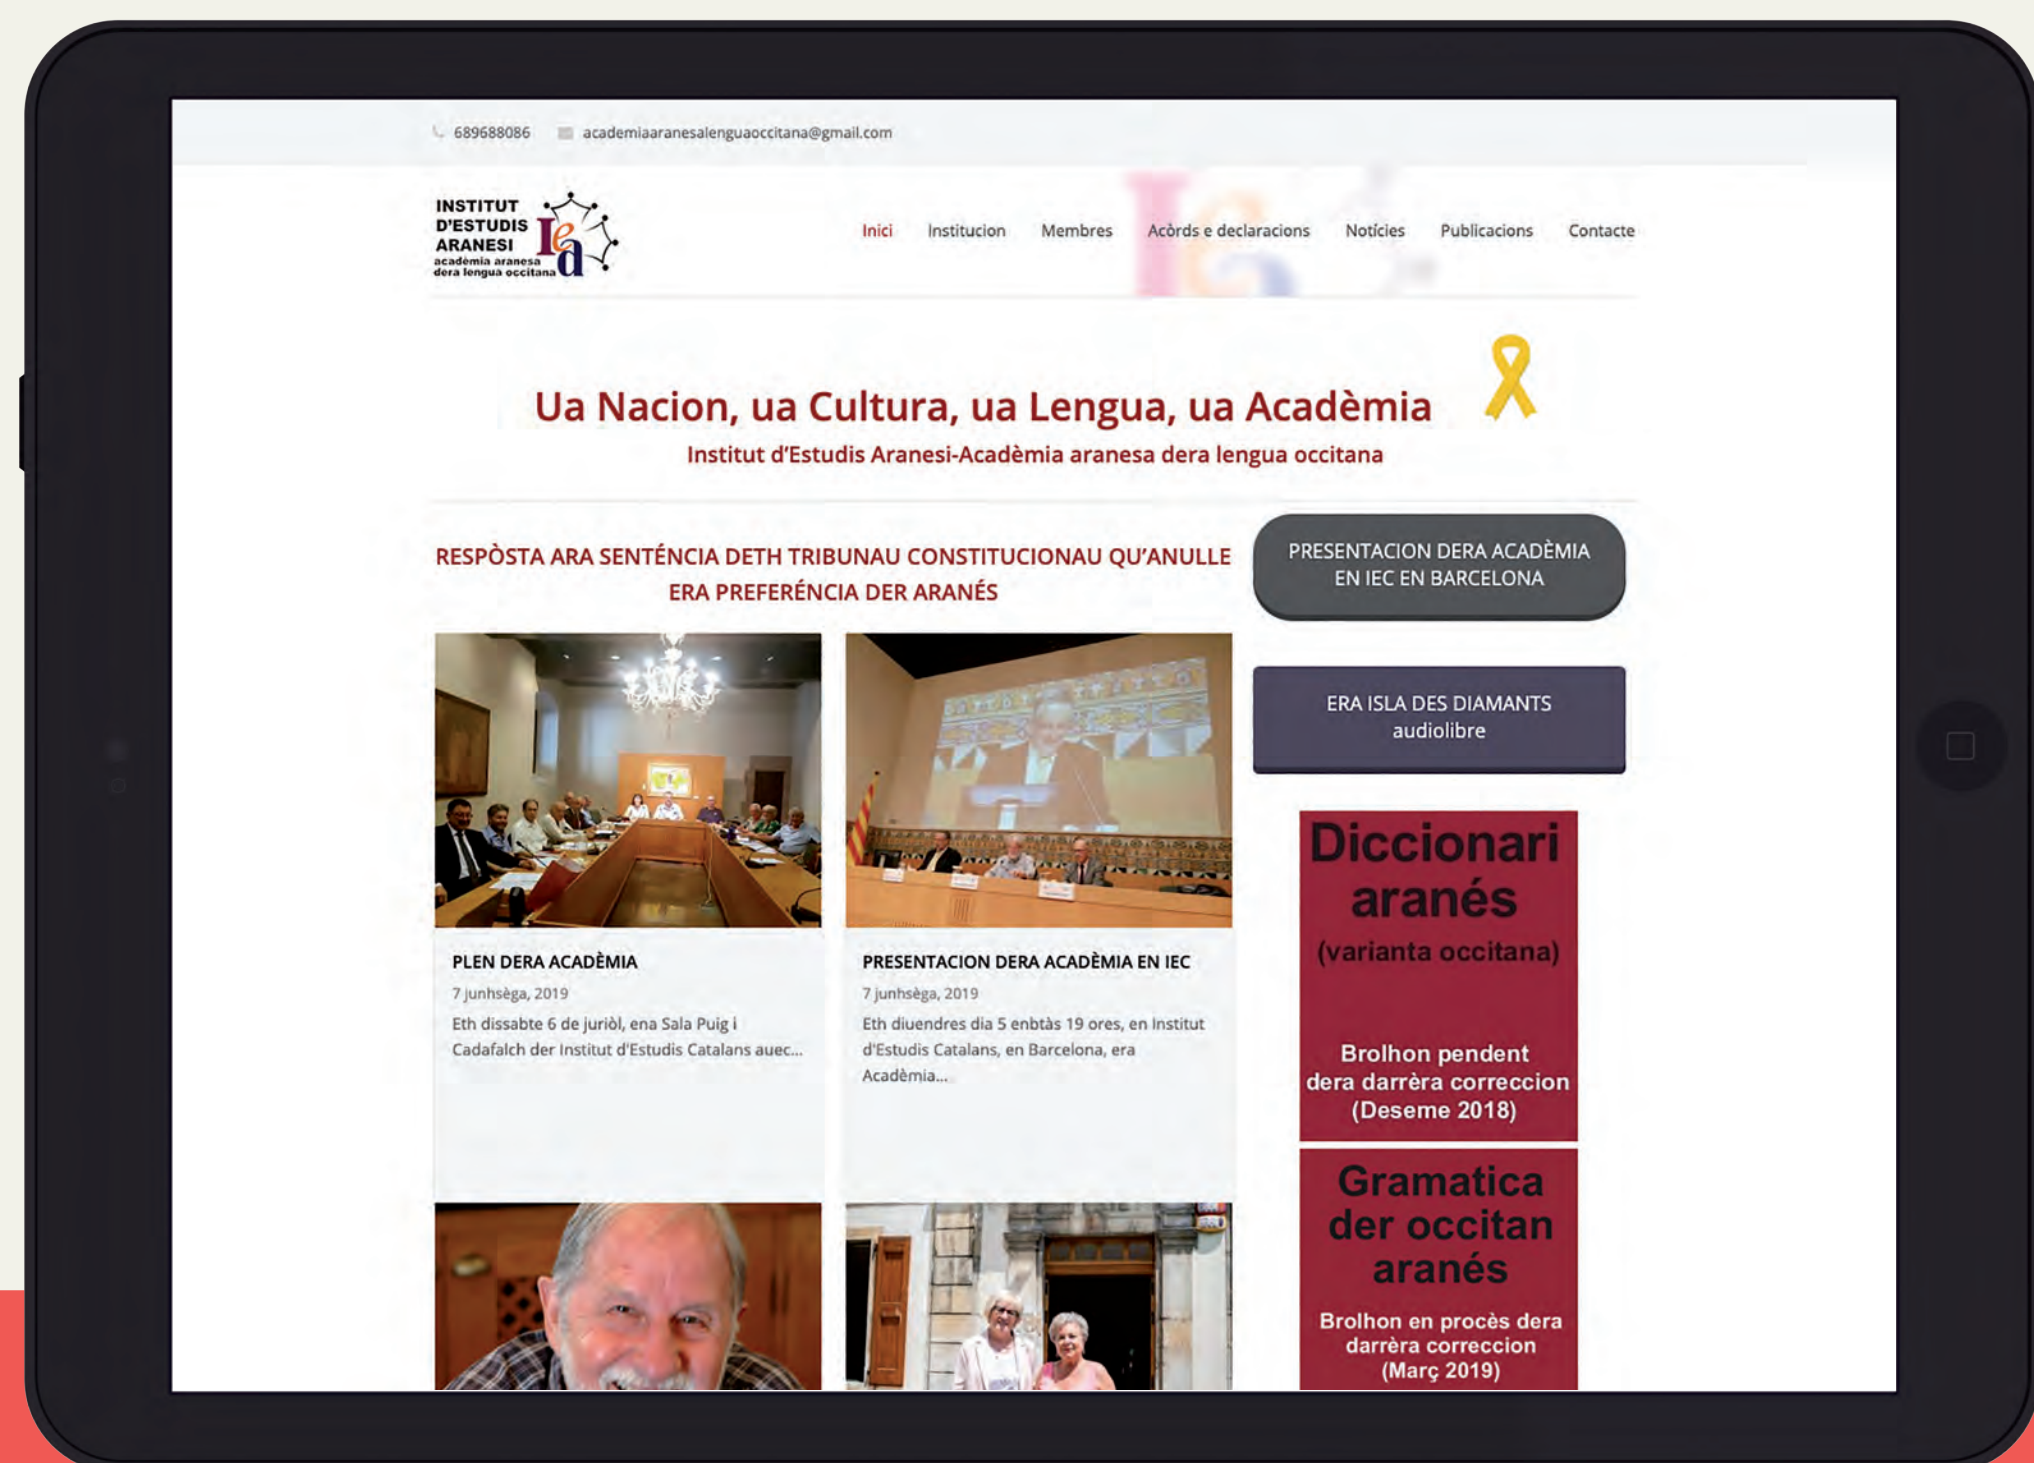 689688086 academiaaranesalenguaoccitana@gmail.com
INSTITUT
D'ESTUDIS
ARANESI
acadèmia aranesa
dera lengua occitana
Iea
Inici Institucion Membres Acòrds e declaracions Notícies Publicacions Contacte
Ua Nacion, ua Cultura, ua Lengua, ua Acadèmia
Institut d'Estudis Aranesi-Acadèmia aranesa dera lengua occitana
RESPÒSTA ARA SENTÉNCIA DETH TRIBUNAU CONSTITUCIONAU QU'ANULLE
ERA PREFERÉNCIA DER ARANÉS
PLEN DERA ACADÈMIA
7 junhsèga, 2019
Eth dissabte 6 de juriòl, ena Sala Puig i
Cadafalch der Institut d'Estudis Catalans auec...
PRESENTACION DERA ACADÈMIA EN IEC
7 junhsèga, 2019
Eth diuendres dia 5 enbtàs 19 ores, en Institut
d'Estudis Catalans, en Barcelona, era
Acadèmia...
PRESENTACION DERA ACADÈMIA
EN IEC EN BARCELONA
ERA ISLA DES DIAMANTS
audiolibre
Diccionari
aranés
(varianta occitana)
Brolhon pendent
dera darrèra correccion
(Deseme 2018)
Gramatica
der occitan
aranés
Brolhon en procès dera
darrèra correccion
(Març 2019)